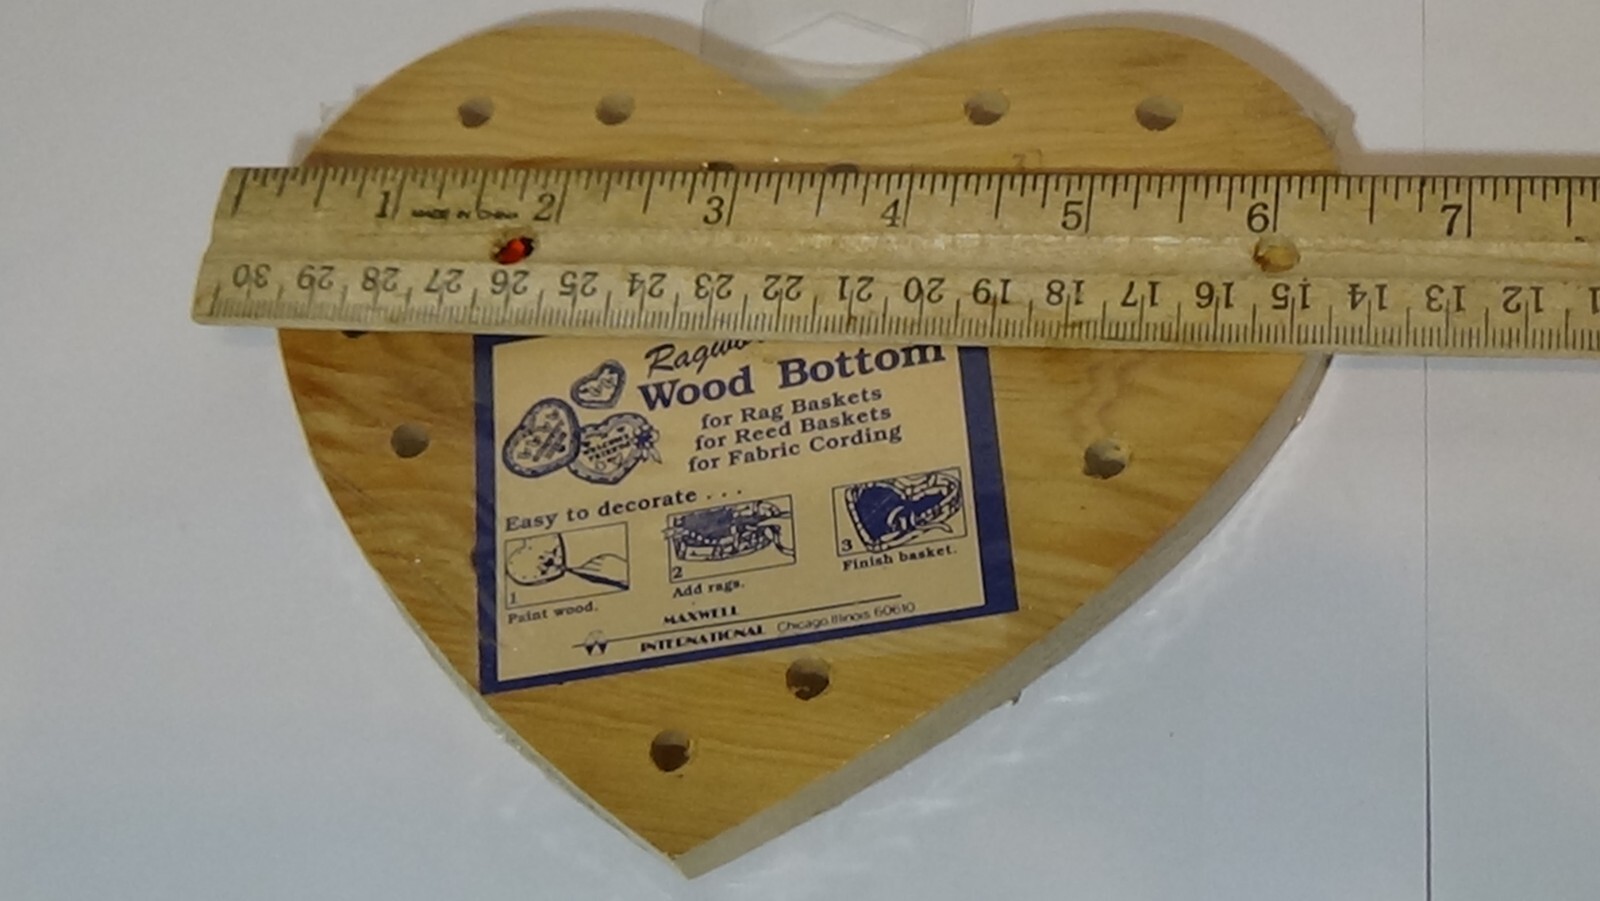 1 2 3 4 5 6 7
MADE IN CHINA
30 29 28 27 26 25 24 23 22 21 20 19 18 17 16 15 14 13 12
Wood Bottom
for Rag Baskets
for Reed Baskets
for Fabric Cording
WELCOME FRIENDS
Easy to decorate . . .
1
Paint wood.
2
Add rags.
3
Finish basket.
MAXWELL
INTERNATIONAL Chicago, Illinois 60610